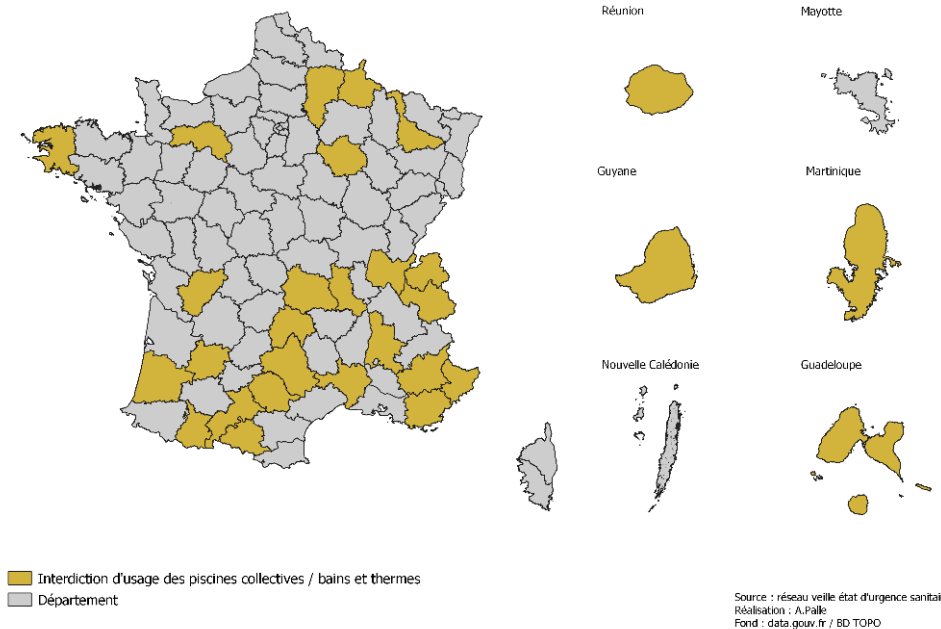 Réunion
Mayotte
Guyane
Martinique
Nouvelle Calédonie
Guadeloupe
Interdiction d'usage des piscines collectives / bains et thermes
Département
Source : réseau veille état d'urgence sanitai
Réalisation : A.Palle
Fond : data.gouv.fr / BD TOPO